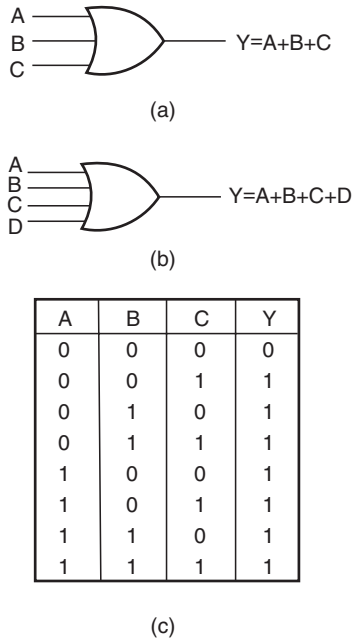 A
B
C
Y=A+B+C
(a)
A
B
C
D
Y=A+B+C+D
(b)
A B C Y
0 0 0 0
0 0 1 1
0 1 0 1
0 1 1 1
1 0 0 1
1 0 1 1
1 1 0 1
1 1 1 1
(c)